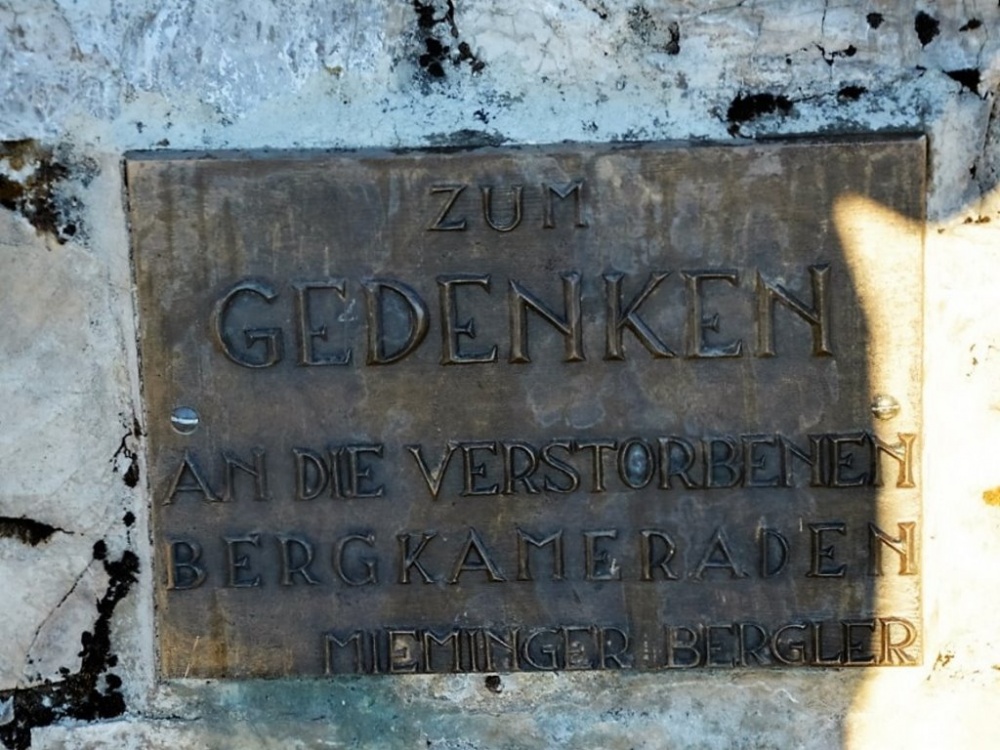 ZUM
GEDENKEN
AN DIE VERSTORBENEN
BERGKAMERADEN
MIEMINGER BERGLER